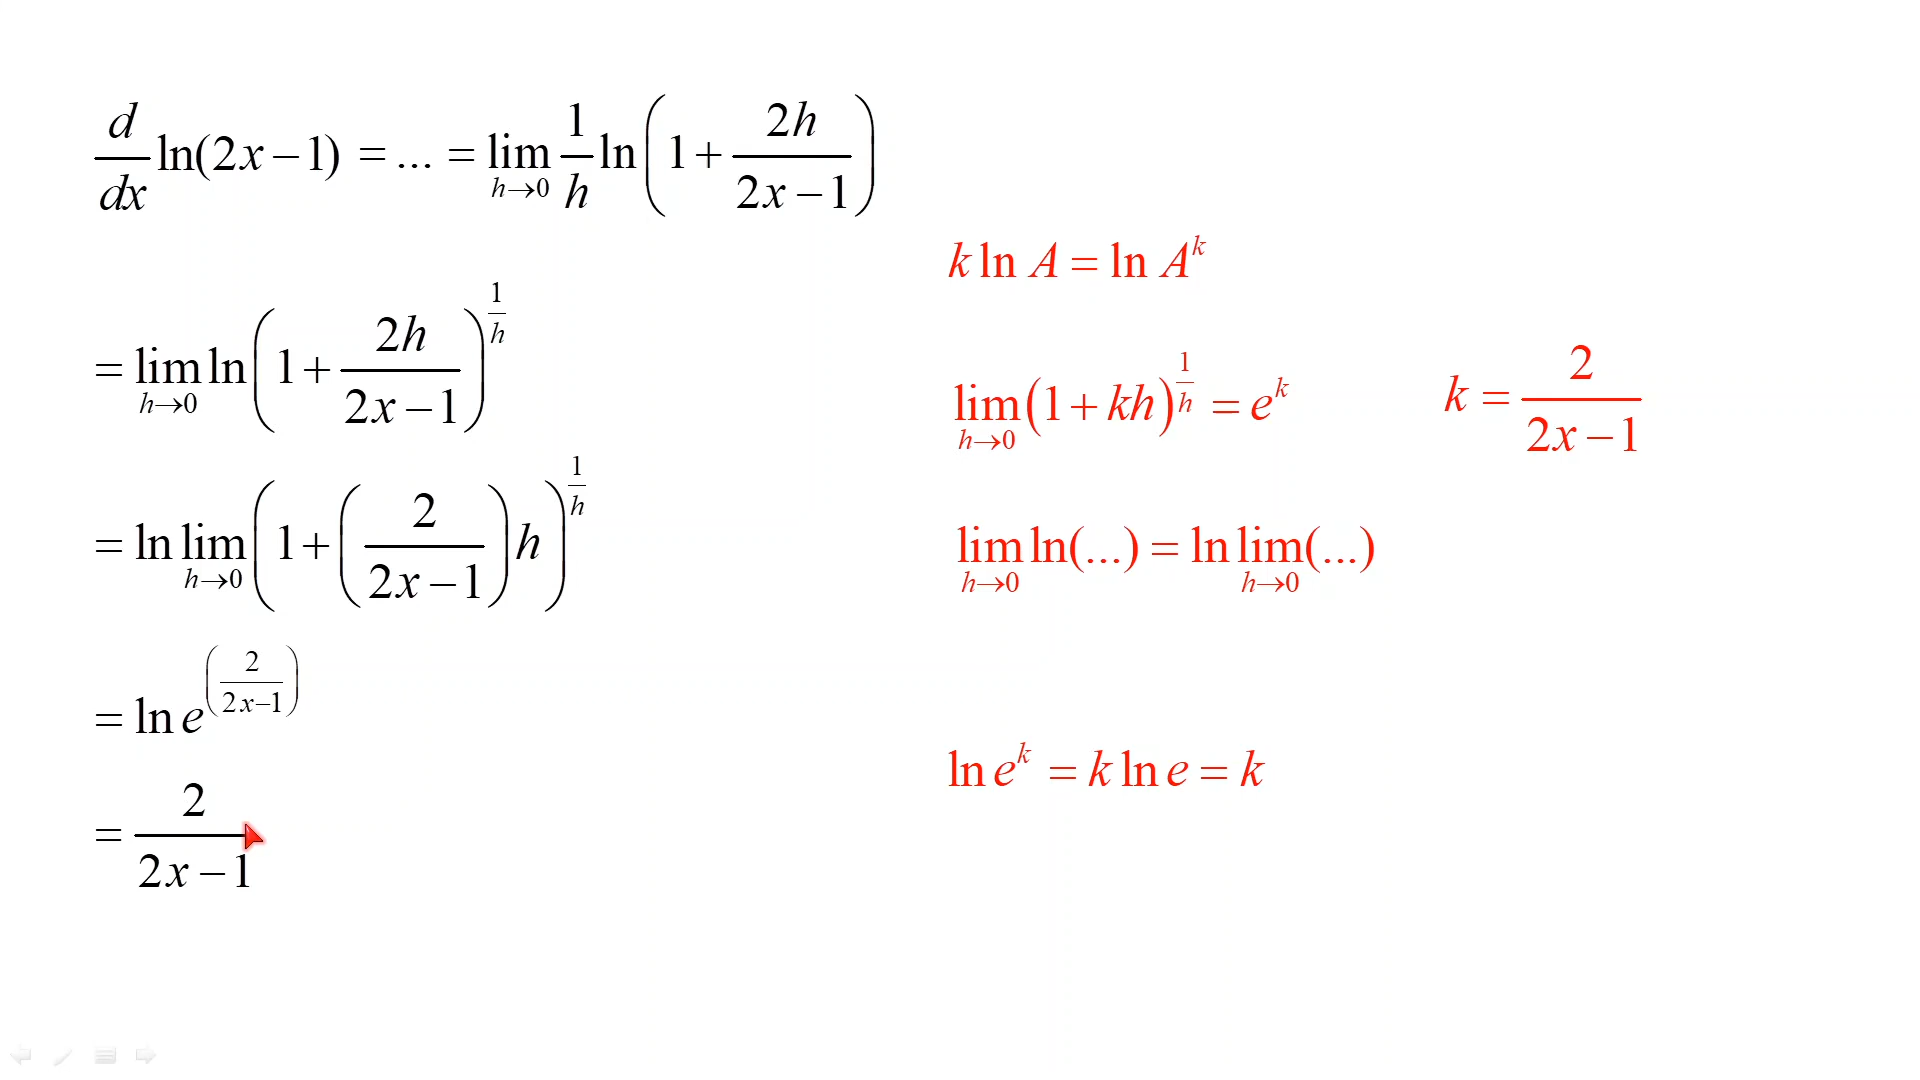 d/dx ln(2x − 1) = ... = lim_{h→0} 1/h ln(1 + 2h/(2x − 1))
= lim_{h→0} ln(1 + 2h/(2x − 1))^{1/h}
= ln lim_{h→0} (1 + (2/(2x − 1))h)^{1/h}
= ln e^{(2/(2x−1))}
= 2/(2x − 1)
k ln A = ln A^k
lim_{h→0} (1 + kh)^{1/h} = e^k
k = 2/(2x − 1)
lim_{h→0} ln(...) = ln lim_{h→0} (...)
ln e^k = k ln e = k